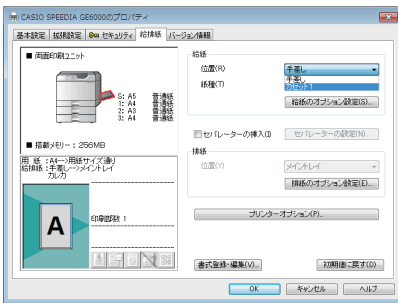 CASIO SPEEDIA GE6000のプロパティ
基本設定 拡張設定 セキュリティ 給排紙 バージョン情報
■ 両面印刷ユニット
S: A5 普通紙
1: A4 普通紙
2: A3 普通紙
3: A4 普通紙
■ 搭載メモリー : 256MB
用 紙 :A4-->用紙サイズ通り
給排紙 :手差し-->メイントレイ
カレカ
A
印刷部数 1
給紙
位置(R)
手差し
手差し
カセット1
紙種(T)
給紙のオプション設定(S)...
セパレーターの挿入(I)
セパレーターの設定(N)...
排紙
位置(Y)
メイントレイ
排紙のオプション設定(E)...
プリンターオプション(P)...
書式登録・編集(V)...
初期値に戻す(D)
OK
キャンセル
ヘルプ